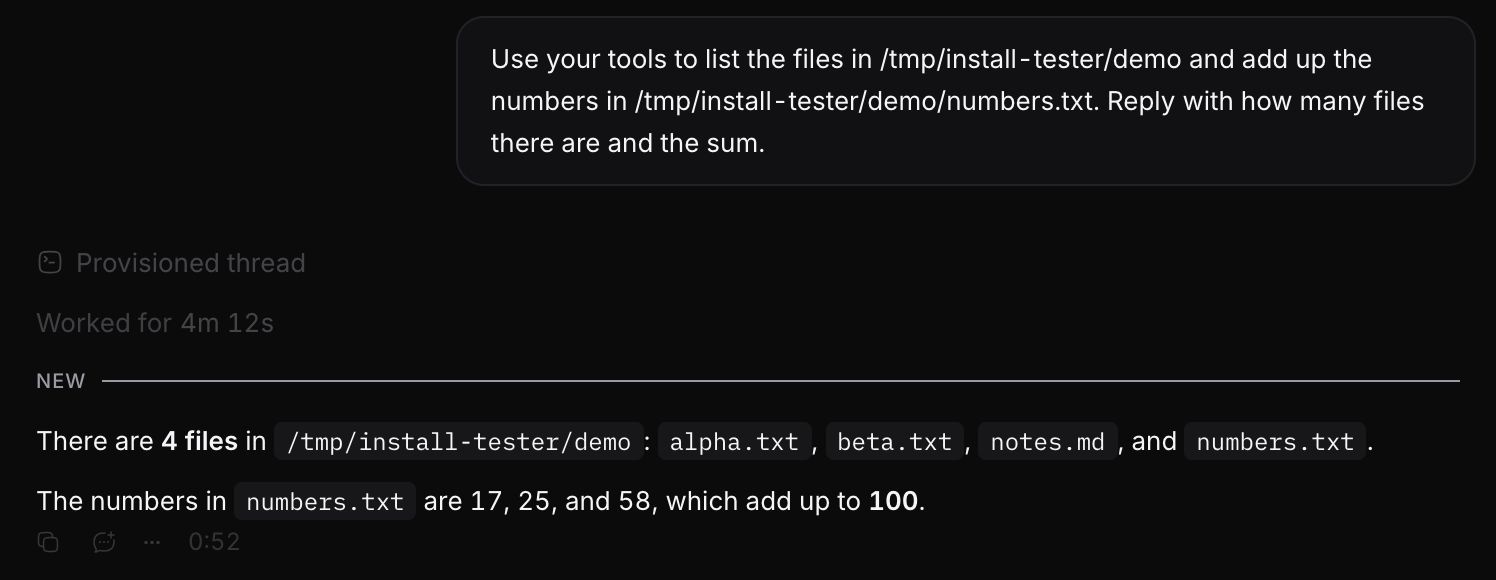 Use your tools to list the files in /tmp/install-tester/demo and add up the
numbers in /tmp/install-tester/demo/numbers.txt. Reply with how many files
there are and the sum.
Provisioned thread
Worked for 4m 12s
NEW
There are 4 files in /tmp/install-tester/demo: alpha.txt, beta.txt, notes.md, and numbers.txt.
The numbers in numbers.txt are 17, 25, and 58, which add up to 100.
0:52